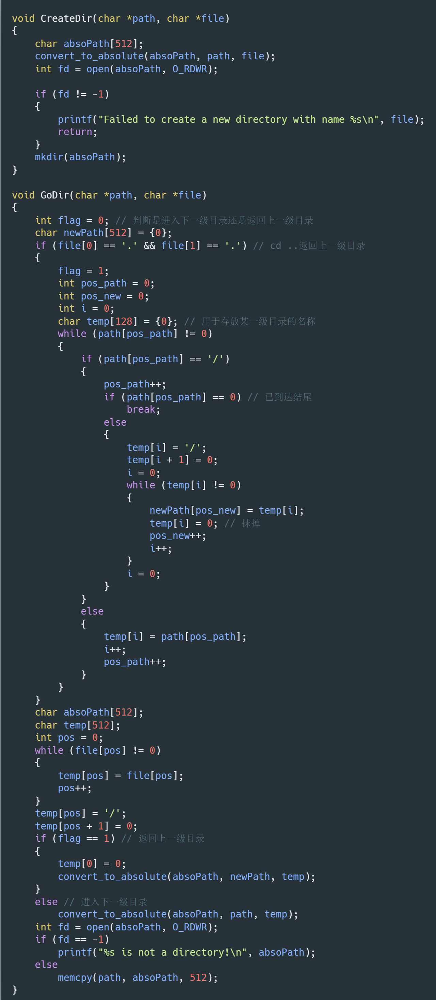 void CreateDir(char *path, char *file)
{
    char absoPath[512];
    convert_to_absolute(absoPath, path, file);
    int fd = open(absoPath, O_RDWR);

    if (fd != -1)
    {
        printf("Failed to create a new directory with name %s\n", file);
        return;
    }
    mkdir(absoPath);
}

void GoDir(char *path, char *file)
{
    int flag = 0; // 判断是进入下一级目录还是返回上一级目录
    char newPath[512] = {0};
    if (file[0] == '.' && file[1] == '.') // cd ..返回上一级目录
    {
        flag = 1;
        int pos_path = 0;
        int pos_new = 0;
        int i = 0;
        char temp[128] = {0}; // 用于存放某一级目录的名称
        while (path[pos_path] != 0)
        {
            if (path[pos_path] == '/')
            {
                pos_path++;
                if (path[pos_path] == 0) // 已到达结尾
                    break;
                else
                {
                    temp[i] = '/';
                    temp[i + 1] = 0;
                    i = 0;
                    while (temp[i] != 0)
                    {
                        newPath[pos_new] = temp[i];
                        temp[i] = 0; // 抹掉
                        pos_new++;
                        i++;
                    }
                    i = 0;
                }
            }
            else
            {
                temp[i] = path[pos_path];
                i++;
                pos_path++;
            }
        }
    }
    char absoPath[512];
    char temp[512];
    int pos = 0;
    while (file[pos] != 0)
    {
        temp[pos] = file[pos];
        pos++;
    }
    temp[pos] = '/';
    temp[pos + 1] = 0;
    if (flag == 1) // 返回上一级目录
    {
        temp[0] = 0;
        convert_to_absolute(absoPath, newPath, temp);
    }
    else // 进入下一级目录
        convert_to_absolute(absoPath, path, temp);
    int fd = open(absoPath, O_RDWR);
    if (fd == -1)
        printf("%s is not a directory!\n", absoPath);
    else
        memcpy(path, absoPath, 512);
}